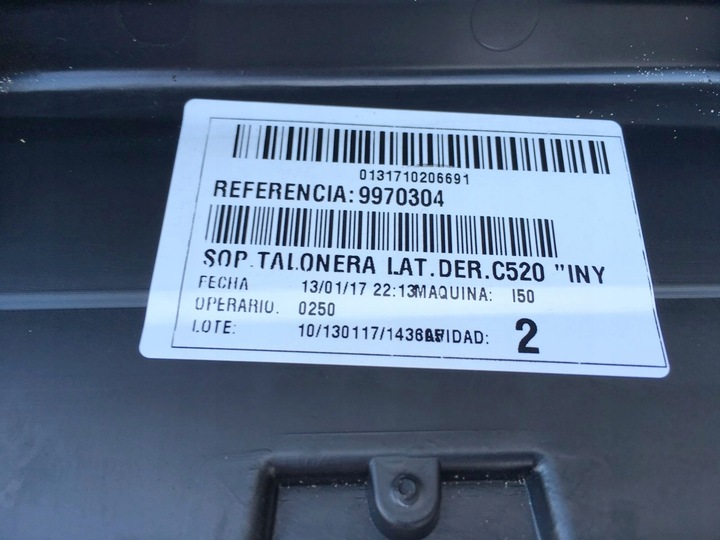 0131710206691
REFERENCIA: 9970304
SOP.TALONERA LAT.DER.C520 "INY
FECHA 13/01/17 22:13 MAQUINA: I50
OPERARIO. 0250
LOTE: 10/130117/1436 2